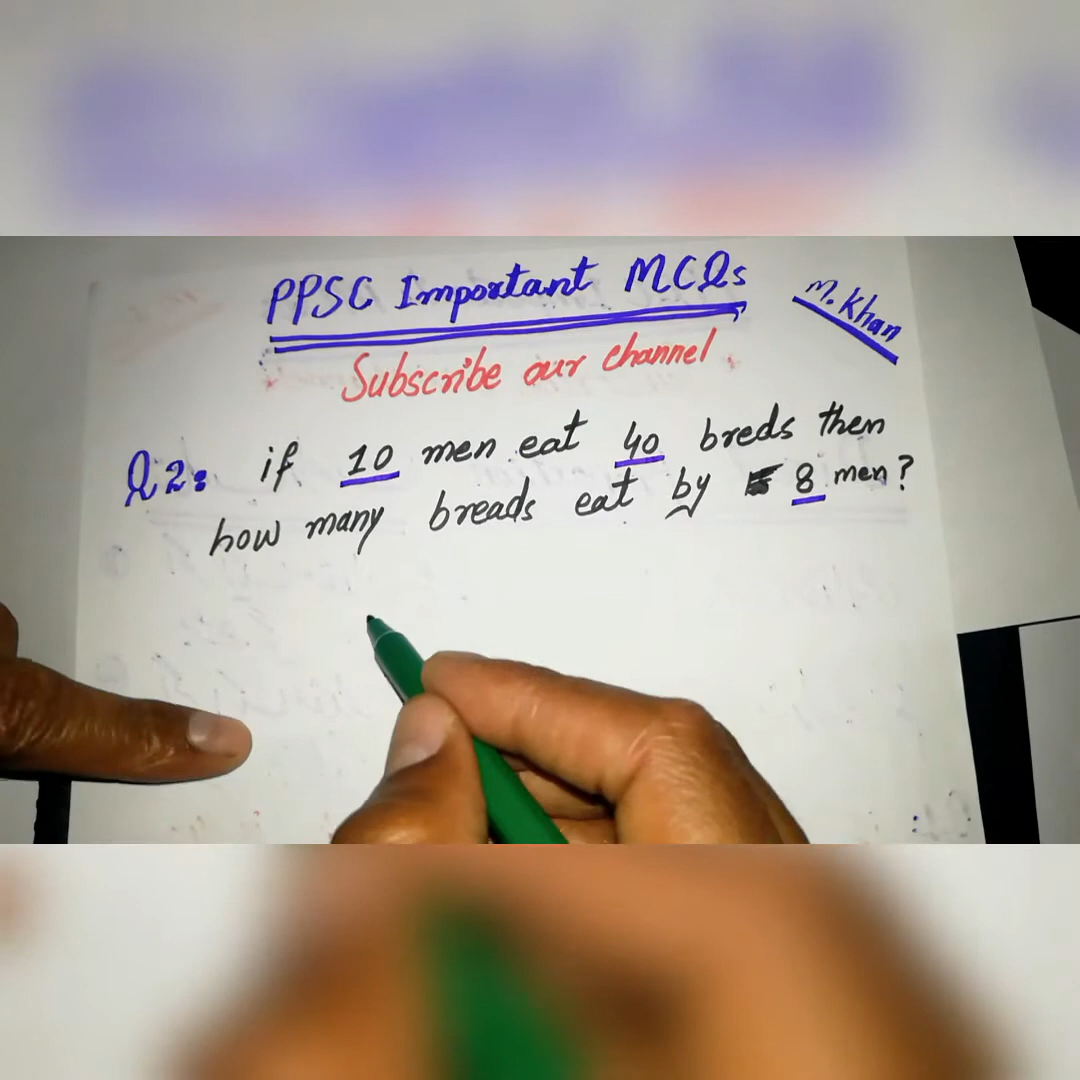 PPSC Important MCQs
M. Khan
Subscribe our channel
Q2: if 10 men eat 40 breds then
how many breads eat by 8 men?